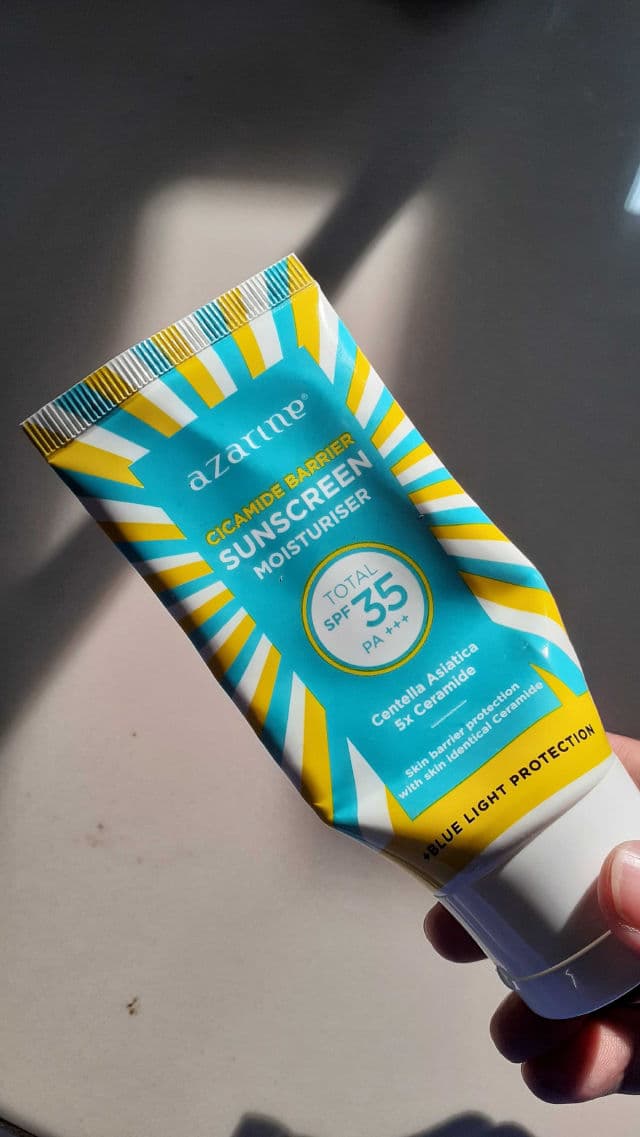 azarine®
CICAMIDE BARRIER
SUNSCREEN
MOISTURISER
TOTAL
SPF 35
PA +++
Centella Asiatica
5x Ceramide
Skin barrier protection
with skin identical Ceramide
+BLUE LIGHT PROTECTION